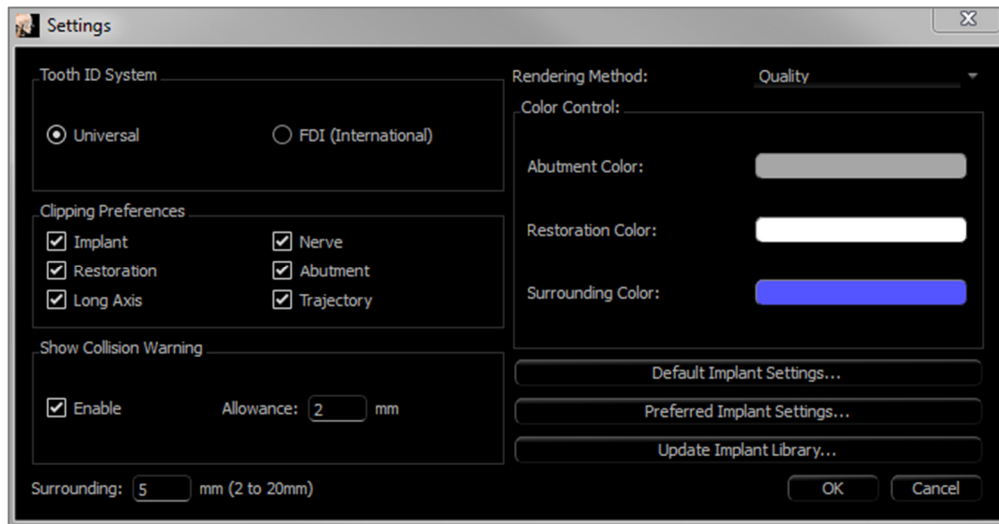 Settings
Tooth ID System
Universal
FDI (International)
Clipping Preferences
Implant
Nerve
Restoration
Abutment
Long Axis
Trajectory
Show Collision Warning
Enable
Allowance: 2 mm
Surrounding: 5 mm (2 to 20mm)
Rendering Method: Quality
Color Control:
Abutment Color:
Restoration Color:
Surrounding Color:
Default Implant Settings...
Preferred Implant Settings...
Update Implant Library...
OK
Cancel